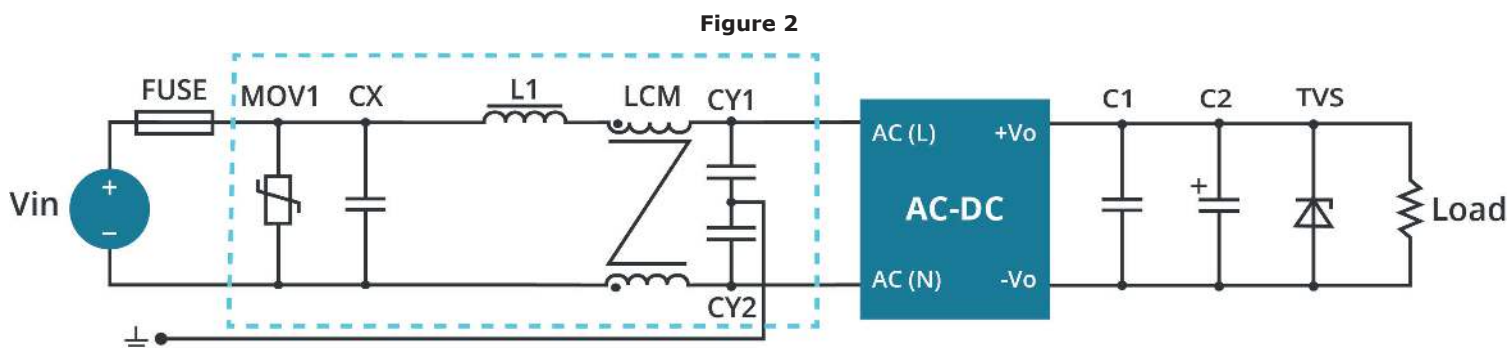 Figure 2
FUSE MOV1 CX L1 LCM CY1 C1 C2 TVS
AC (L) +Vo
+
+
Vin AC-DC Load
–
AC (N) -Vo
CY2